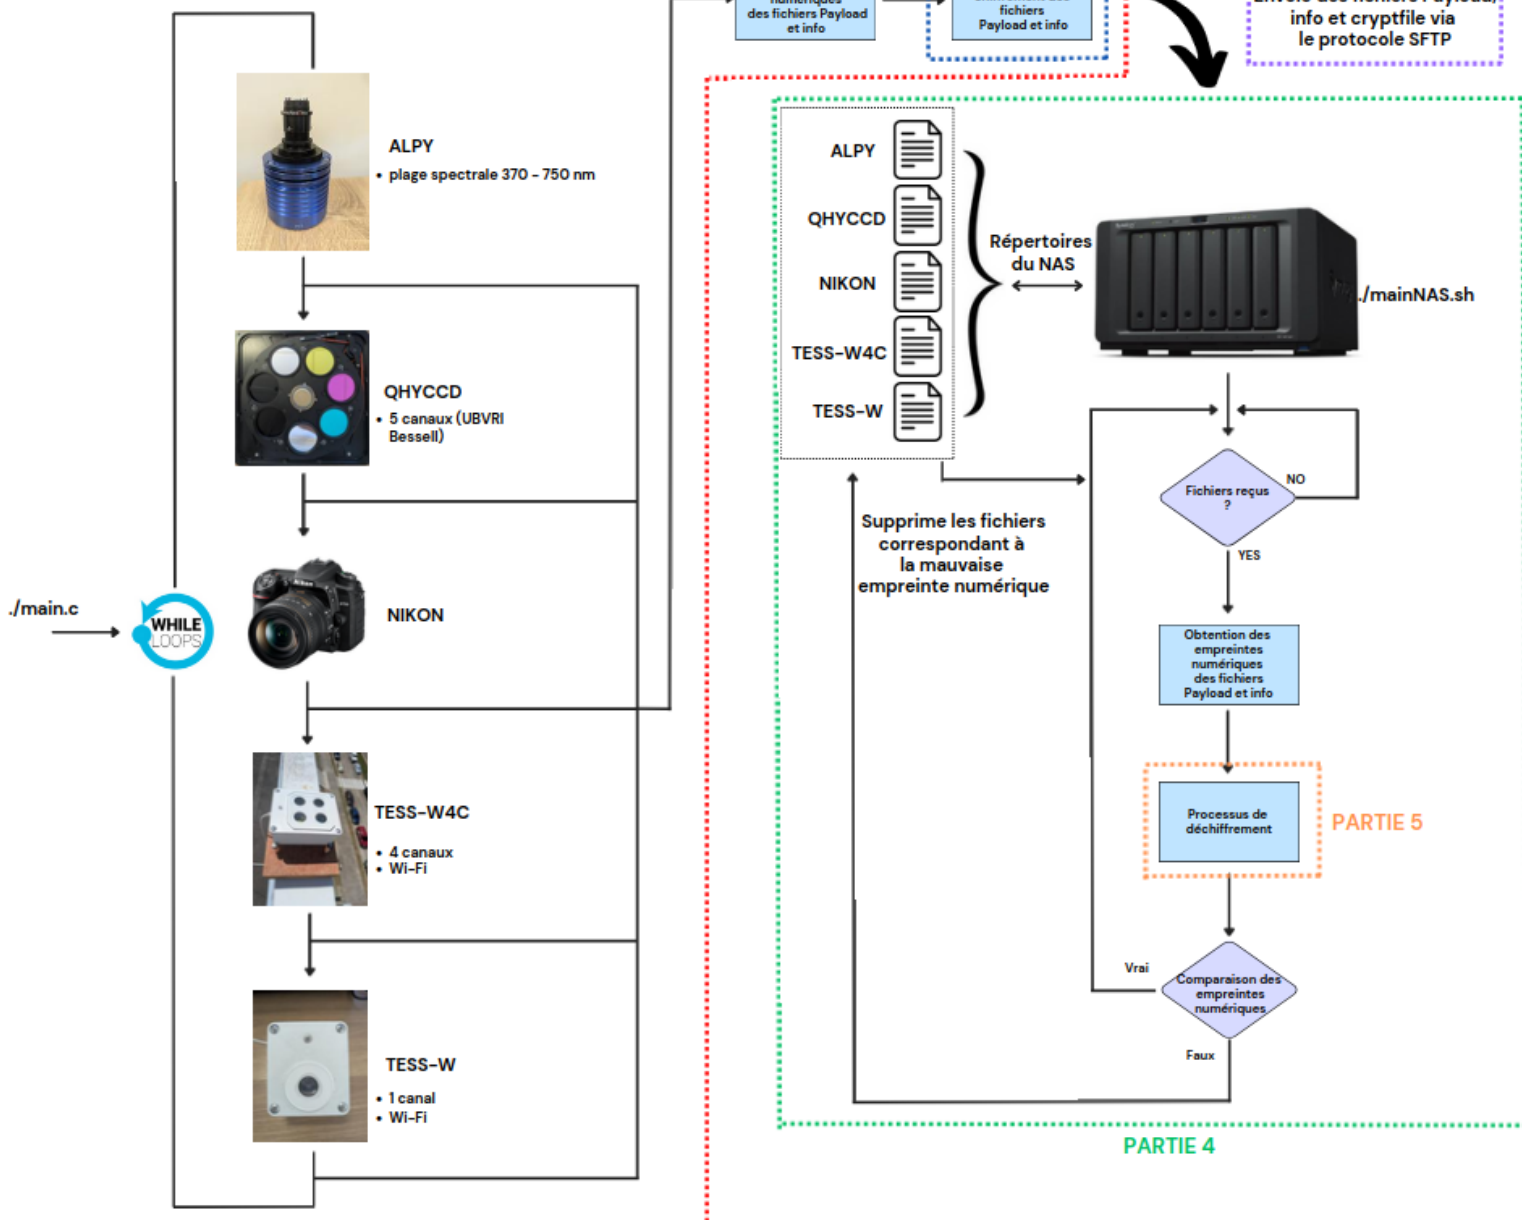 numériques
des fichiers Payload
et info
fichiers
Payload et info
info et cryptfile via
le protocole SFTP
ALPY
• plage spectrale 370 - 750 nm
QHYCCD
• 5 canaux (UBVRI
Bessell)
./main.c
WHILE
LOOPS
NIKON
TESS-W4C
• 4 canaux
• Wi-Fi
TESS-W
• 1 canal
• Wi-Fi
ALPY
QHYCCD
NIKON
TESS-W4C
TESS-W
Répertoires
du NAS
./mainNAS.sh
Fichiers reçus
?
NO
YES
Supprime les fichiers
correspondant à
la mauvaise
empreinte numérique
Obtention des
empreintes
numériques
des fichiers
Payload et info
Processus de
déchiffrement
PARTIE 5
Vrai
Comparaison des
empreintes
numériques
Faux
PARTIE 4